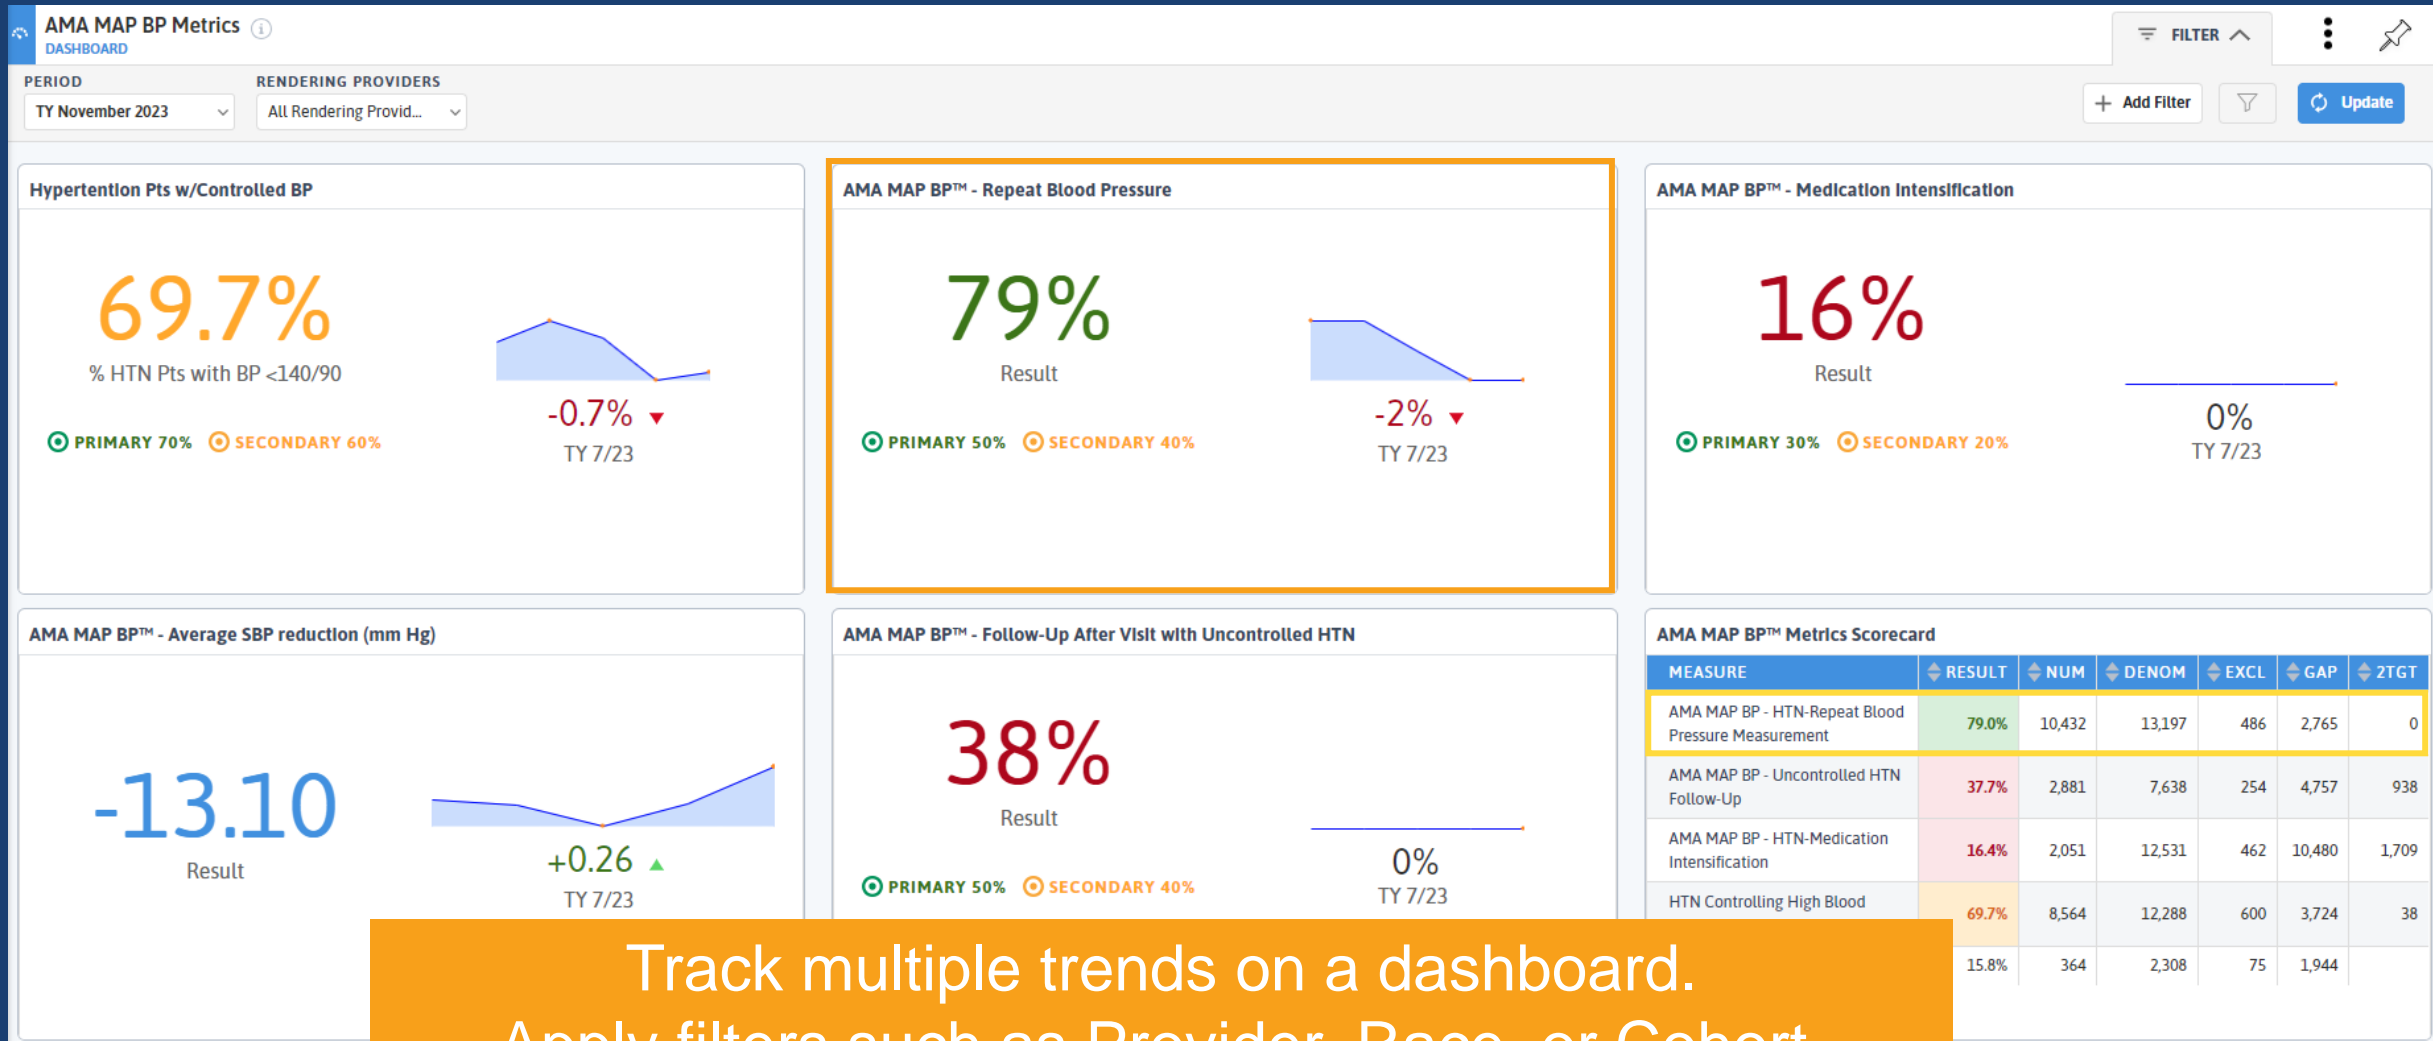 AMA MAP BP Metrics
DASHBOARD
FILTER
PERIOD
RENDERING PROVIDERS
TY November 2023
All Rendering Provid...
Add Filter
Update
Hypertention Pts w/Controlled BP
69.7%
% HTN Pts with BP <140/90
PRIMARY 70% SECONDARY 60%
-0.7%
TY 7/23
AMA MAP BP™ - Repeat Blood Pressure
79%
Result
PRIMARY 50% SECONDARY 40%
-2%
TY 7/23
AMA MAP BP™ - Medication Intensification
16%
Result
PRIMARY 30% SECONDARY 20%
0%
TY 7/23
AMA MAP BP™ - Average SBP reduction (mm Hg)
-13.10
Result
+0.26
TY 7/23
AMA MAP BP™ - Follow-Up After Visit with Uncontrolled HTN
38%
Result
PRIMARY 50% SECONDARY 40%
0%
TY 7/23
AMA MAP BP™ Metrics Scorecard
MEASURE RESULT NUM DENOM EXCL GAP 2TGT
AMA MAP BP - HTN-Repeat Blood
Pressure Measurement 79.0% 10,432 13,197 486 2,765 0
AMA MAP BP - Uncontrolled HTN
Follow-Up 37.7% 2,881 7,638 254 4,757 938
AMA MAP BP - HTN-Medication
Intensification 16.4% 2,051 12,531 462 10,480 1,709
HTN Controlling High Blood
69.7% 8,564 12,288 600 3,724 38
15.8% 364 2,308 75 1,944
Track multiple trends on a dashboard.
Apply filters such as Provider, Race, or Cohort